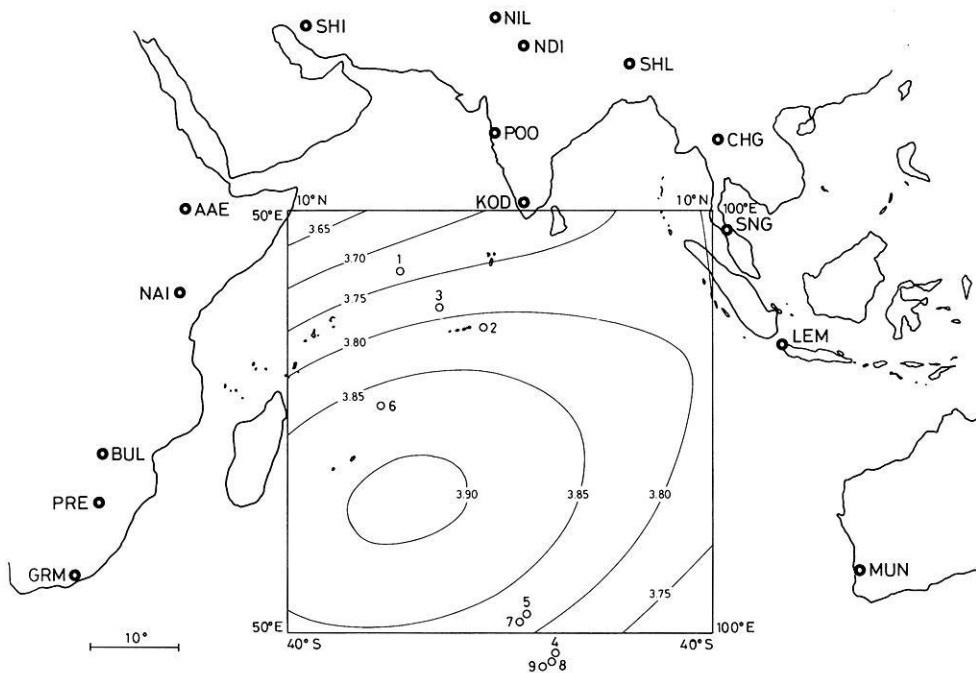 NIL
SHI
NDI
SHL
POO
CHG
KOD
10°N
10°N
AAE
50°E
100°E
3.65
SNG
3.70
1
NAI
3.75
3
2
3.80
LEM
3.85
6
BUL
3.90
3.85
3.80
PRE
GRM
MUN
3.75
5
7
50°E
100°E
10°
40°S
40°S
4
9
8